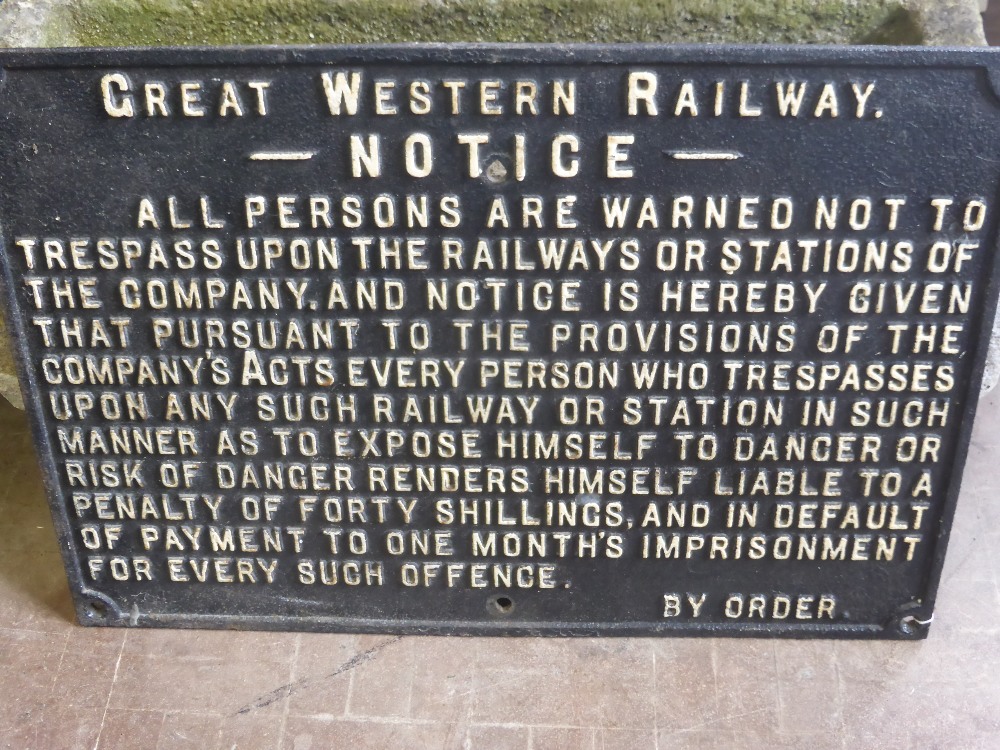 GREAT WESTERN RAILWAY.
— NOTICE —
ALL PERSONS ARE WARNED NOT TO
TRESPASS UPON THE RAILWAYS OR STATIONS OF
THE COMPANY, AND NOTICE IS HEREBY GIVEN
THAT PURSUANT TO THE PROVISIONS OF THE
COMPANY'S ACTS EVERY PERSON WHO TRESPASSES
UPON ANY SUCH RAILWAY OR STATION IN SUCH
MANNER AS TO EXPOSE HIMSELF TO DANGER OR
RISK OF DANGER RENDERS HIMSELF LIABLE TO A
PENALTY OF FORTY SHILLINGS, AND IN DEFAULT
OF PAYMENT TO ONE MONTH'S IMPRISONMENT
FOR EVERY SUCH OFFENCE.
BY ORDER.